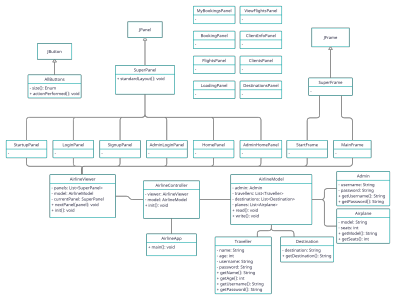 MyBookingsPanel
ViewFlightsPanel
JPanel
BookingPanel
ClientInfoPanel
JFrame
JButton
FlightsPanel
ClientsPanel
SuperPanel
+ standardLayout(): void
AllButtons
- size(): Enum
+ actionPerformed(): void
LoadingPanel
DestinationsPanel
SuperFrame
StartupPanel
LoginPanel
SignupPanel
AdminLoginPanel
HomePanel
AdminHomePanel
StartFrame
MainFrame
AirlineViewer
- panels: List<SuperPanel>
- model: AirlineModel
- currentPanel: SuperPanel
+ nextPanel(panel): void
+ init(): void
AirlineController
- viewer: AirlineViewer
- model: AirlineModel
+ init(): void
AirlineModel
- admin: Admin
- travellers: List<Traveller>
- destinations: List<Destination>
- planes: List<Airplane>
+ read(): void
+ write(): void
Admin
- username: String
- password: String
+ getUsername(): String
+ getPassword(): String
Airplane
- model: String
- seats: int
+ getModel(): String
+ getSeats(): int
AirlineApp
+ main(): void
Traveller
- name: String
- age: int
- username: String
- password: String
+ getName(): String
+ getAge(): int
+ getUsername(): String
+ getPassword(): String
Destination
- destination: String
+ getDestination(): String